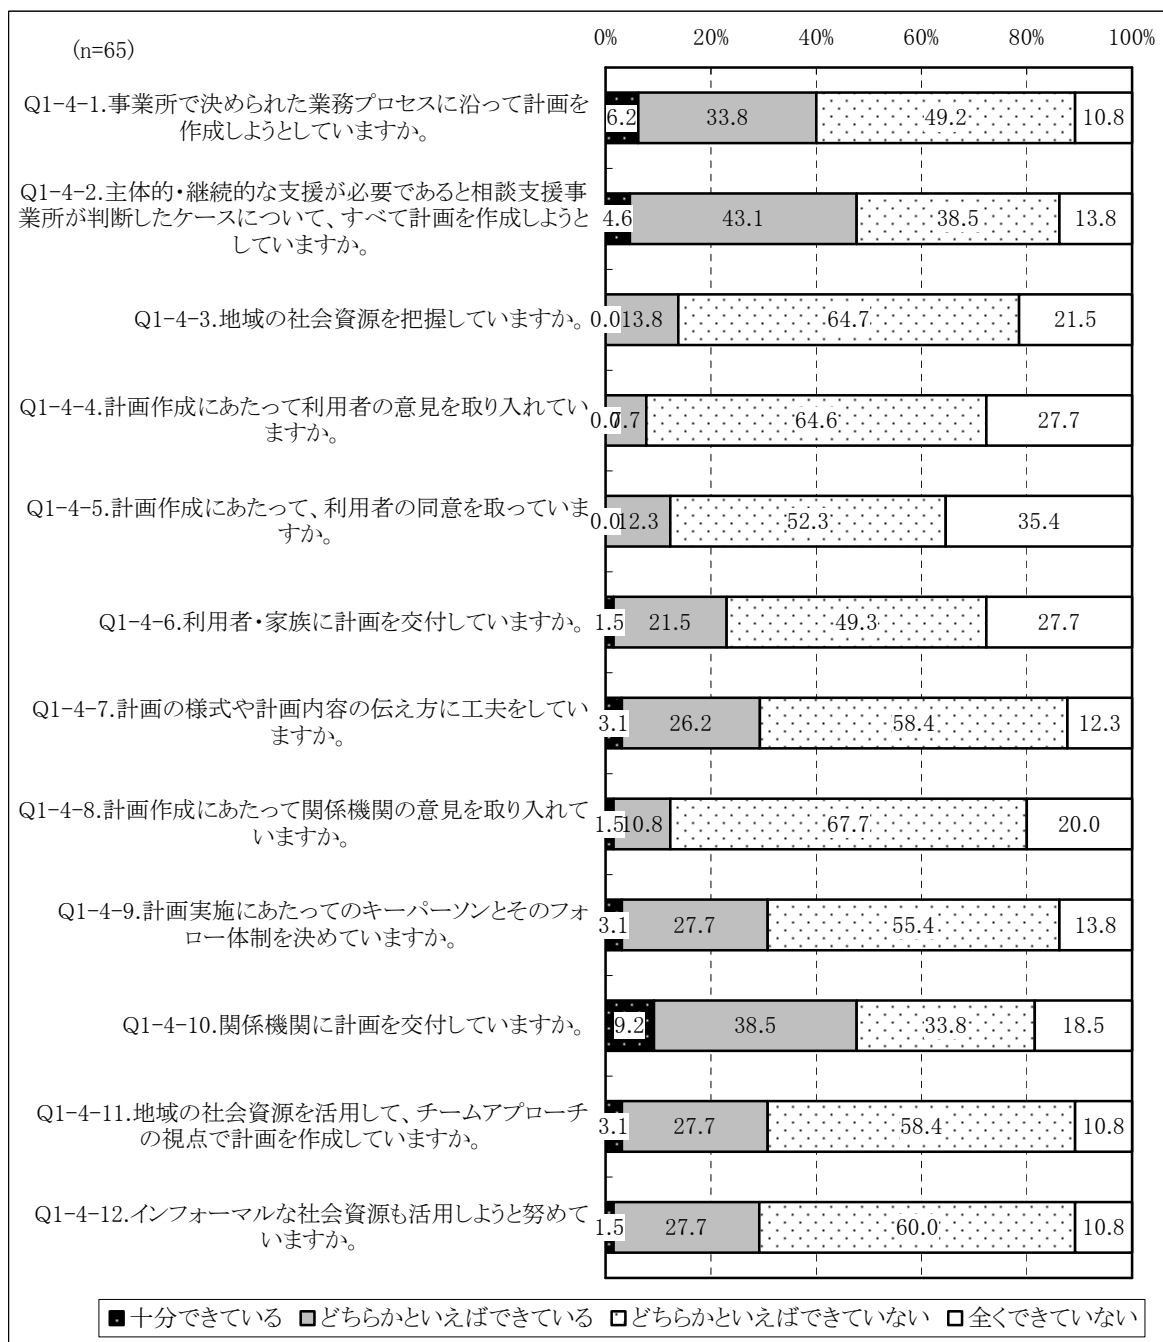 (n=65)
0% 20% 40% 60% 80% 100%
Q1-4-1.事業所で決められた業務プロセスに沿って計画を
作成しようとしていますか。
6.2 33.8 49.2 10.8
Q1-4-2.主体的・継続的な支援が必要であると相談支援事
業所が判断したケースについて、すべて計画を作成しようと
していますか。
4.6 43.1 38.5 13.8
Q1-4-3.地域の社会資源を把握していますか。
0.0 13.8 64.7 21.5
Q1-4-4.計画作成にあたって利用者の意見を取り入れてい
ますか。
0.0 7.7 64.6 27.7
Q1-4-5.計画作成にあたって、利用者の同意を取っていま
すか。
0.0 12.3 52.3 35.4
Q1-4-6.利用者・家族に計画を交付していますか。
1.5 21.5 49.3 27.7
Q1-4-7.計画の様式や計画内容の伝え方に工夫をしてい
ますか。
3.1 26.2 58.4 12.3
Q1-4-8.計画作成にあたって関係機関の意見を取り入れて
いますか。
1.5 10.8 67.7 20.0
Q1-4-9.計画実施にあたってのキーパーソンとそのフォ
ロー体制を決めていますか。
3.1 27.7 55.4 13.8
Q1-4-10.関係機関に計画を交付していますか。
9.2 38.5 33.8 18.5
Q1-4-11.地域の社会資源を活用して、チームアプローチ
の視点で計画を作成していますか。
3.1 27.7 58.4 10.8
Q1-4-12.インフォーマルな社会資源も活用しようと努めて
いますか。
1.5 27.7 60.0 10.8
十分できている どちらかといえばできている どちらかといえばできていない 全くできていない